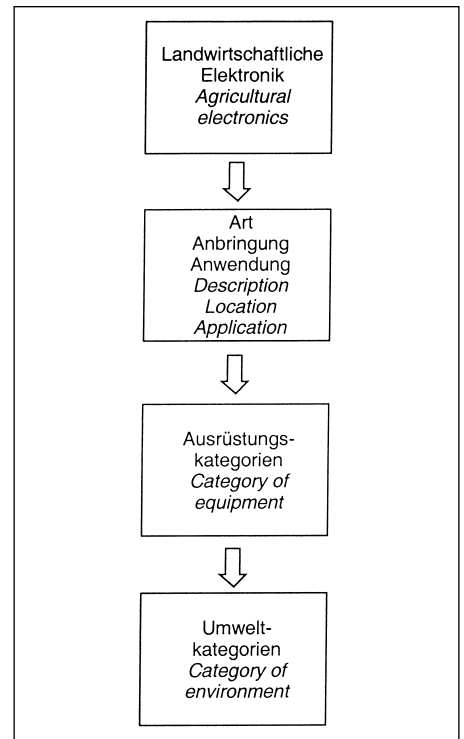 Landwirtschaftliche
Elektronik
Agricultural
electronics
Art
Anbringung
Anwendung
Description
Location
Application
Ausrüstungs-
kategorien
Category of
equipment
Umwelt-
kategorien
Category of
environment